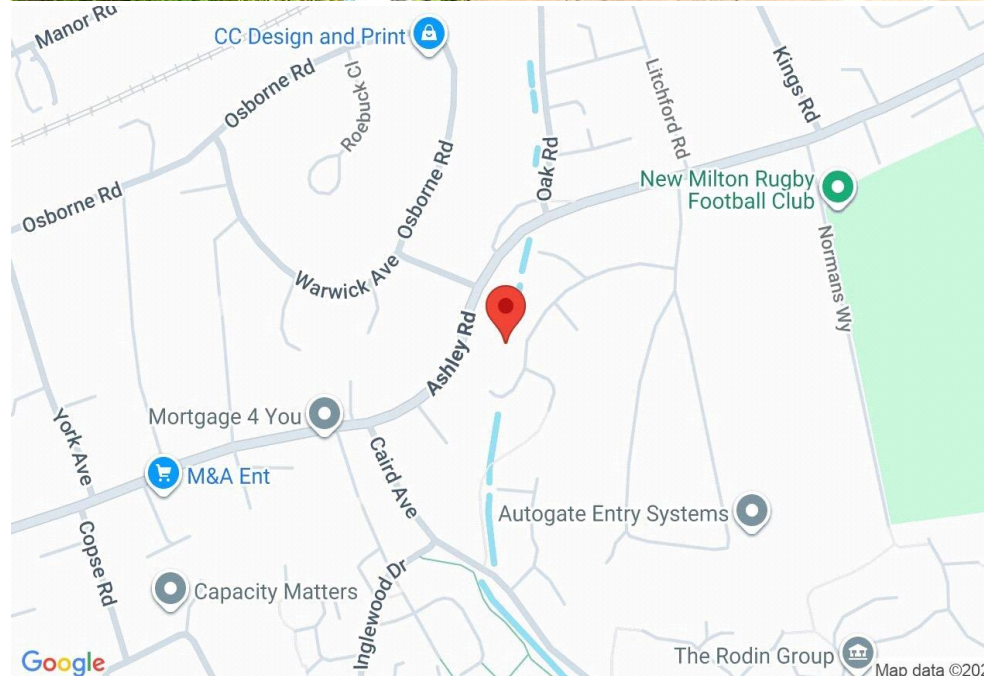 Manor Rd
CC Design and Print
Osborne Rd
Roebuck Cl
Litchford Rd
Kings Rd
Oak Rd
New Milton Rugby
Football Club
Osborne Rd
Osborne Rd
Normans Wy
Warwick Ave
Ashley Rd
Mortgage 4 You
York Ave
Caird Ave
M&A Ent
Autogate Entry Systems
Copse Rd
Capacity Matters
Inglewood Dr
The Rodin Group
Google
Map data ©202